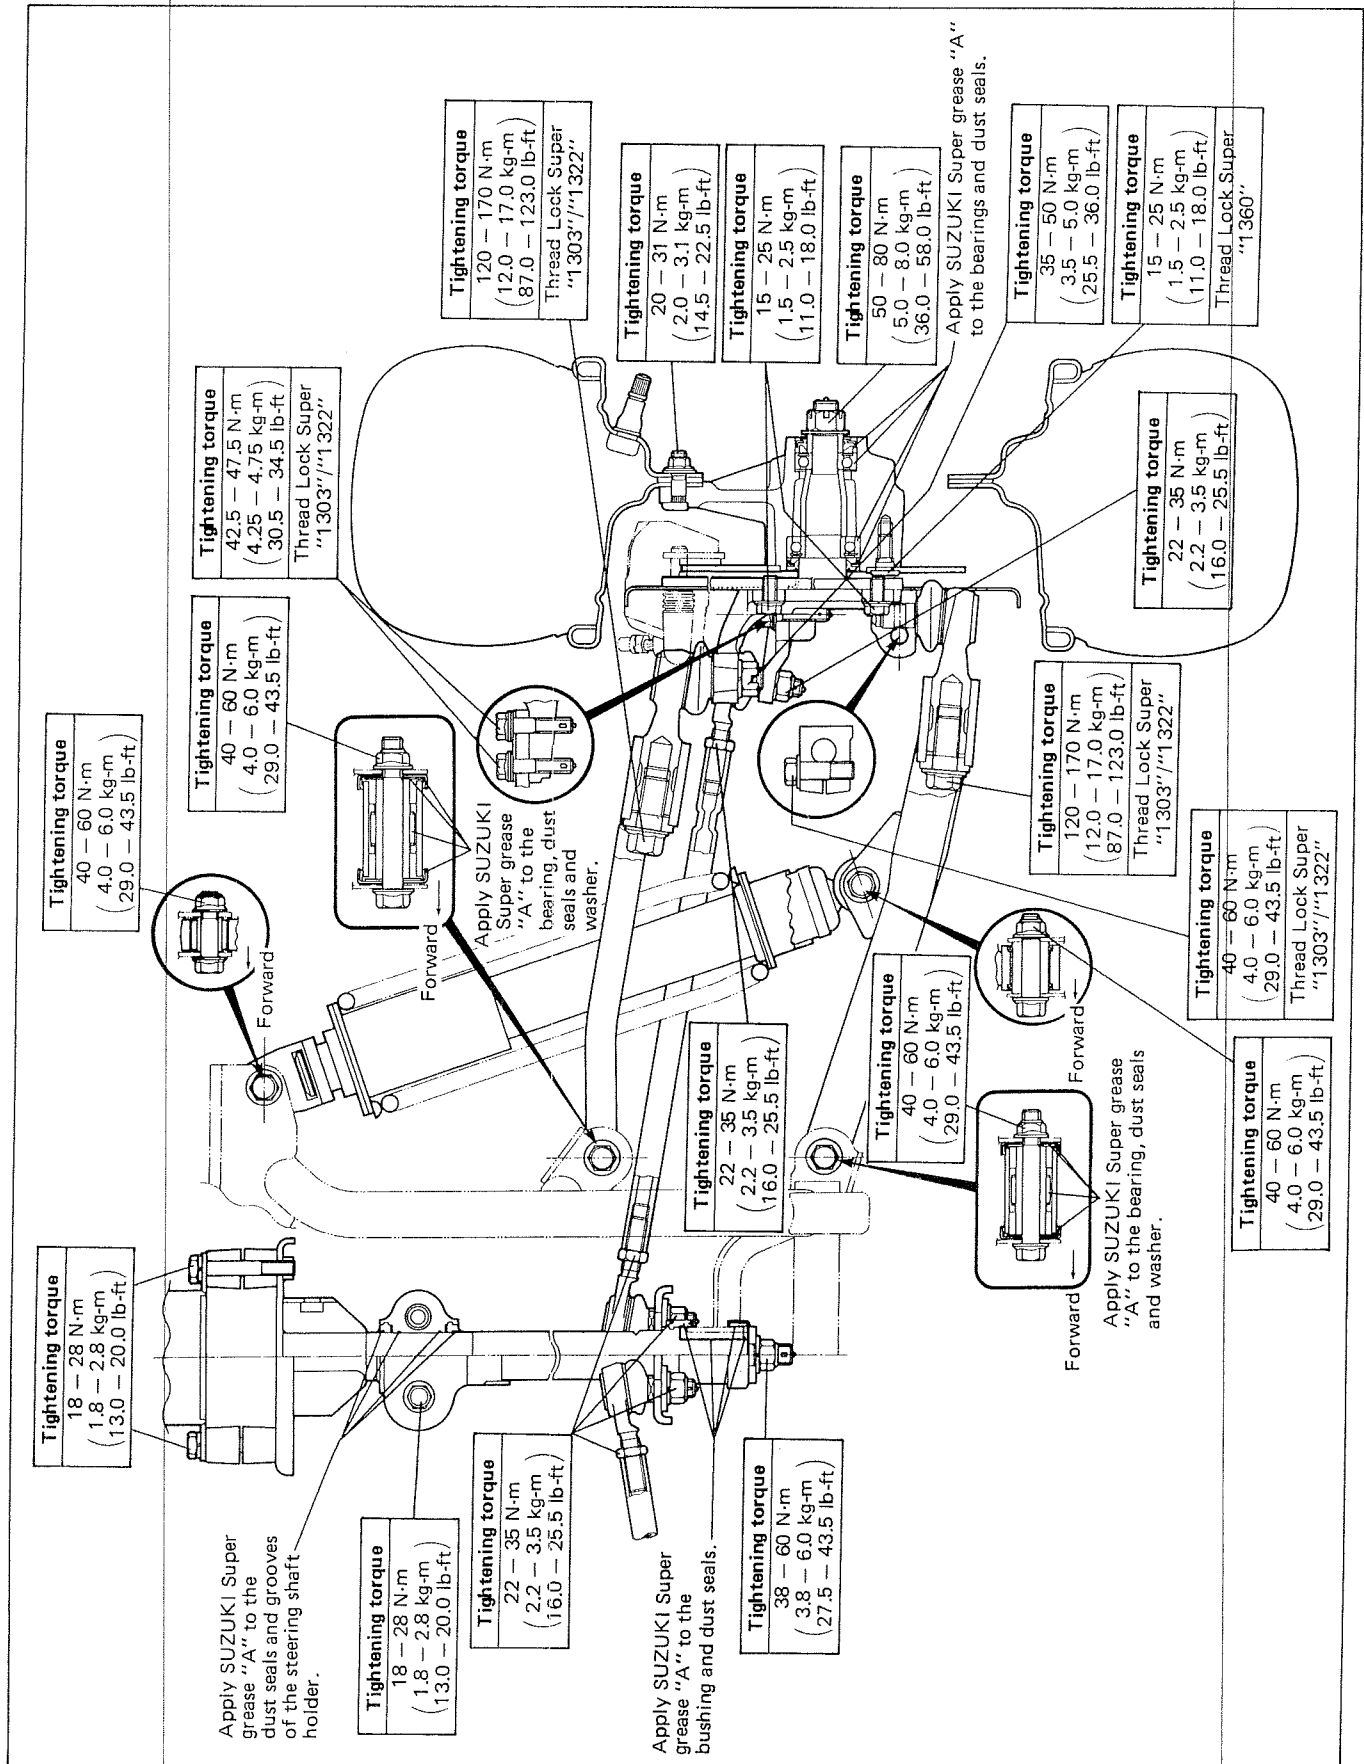 Tightening torque
18 – 28 N·m
(1.8 – 2.8 kg-m
13.0 – 20.0 lb-ft)
Tightening torque
40 – 60 N·m
(4.0 – 6.0 kg-m
29.0 – 43.5 lb-ft)
Forward
Tightening torque
40 – 60 N·m
(4.0 – 6.0 kg-m
29.0 – 43.5 lb-ft)
Forward
Apply SUZUKI
Super grease
"A" to the
bearing, dust
seals and
washer.
Tightening torque
42.5 – 47.5 N·m
(4.25 – 4.75 kg-m
30.5 – 34.5 lb-ft)
Thread Lock Super
"1303"/"1322"
Tightening torque
120 – 170 N·m
(12.0 – 17.0 kg-m
87.0 – 123.0 lb-ft)
Thread Lock Super
"1303"/"1322"
Tightening torque
20 – 31 N·m
(2.0 – 3.1 kg-m
14.5 – 22.5 lb-ft)
Tightening torque
15 – 25 N·m
(1.5 – 2.5 kg-m
11.0 – 18.0 lb-ft)
Tightening torque
50 – 80 N·m
(5.0 – 8.0 kg-m
36.0 – 58.0 lb-ft)
Apply SUZUKI Super grease "A"
to the bearings and dust seals.
Tightening torque
35 – 50 N·m
(3.5 – 5.0 kg-m
25.5 – 36.0 lb-ft)
Tightening torque
15 – 25 N·m
(1.5 – 2.5 kg-m
11.0 – 18.0 lb-ft)
Thread Lock Super
"1360"
Apply SUZUKI Super
grease "A" to the
dust seals and grooves
of the steering shaft
holder.
Tightening torque
18 – 28 N·m
(1.8 – 2.8 kg-m
13.0 – 20.0 lb-ft)
Tightening torque
22 – 35 N·m
(2.2 – 3.5 kg-m
16.0 – 25.5 lb-ft)
Apply SUZUKI Super
grease "A" to the
bushing and dust seals.
Tightening torque
38 – 60 N·m
(3.8 – 6.0 kg-m
27.5 – 43.5 lb-ft)
Tightening torque
22 – 35 N·m
(2.2 – 3.5 kg-m
16.0 – 25.5 lb-ft)
Tightening torque
40 – 60 N·m
(4.0 – 6.0 kg-m
29.0 – 43.5 lb-ft)
Forward
Forward
Apply SUZUKI Super grease
"A" to the bearing, dust seals
and washer.
Tightening torque
120 – 170 N·m
(12.0 – 17.0 kg-m
87.0 – 123.0 lb-ft)
Thread Lock Super
"1303"/"1322"
Tightening torque
22 – 35 N·m
(2.2 – 3.5 kg-m
16.0 – 25.5 lb-ft)
Tightening torque
40 – 60 N·m
(4.0 – 6.0 kg-m
29.0 – 43.5 lb-ft)
Thread Lock Super
"1303"/"1322"
Tightening torque
40 – 60 N·m
(4.0 – 6.0 kg-m
29.0 – 43.5 lb-ft)